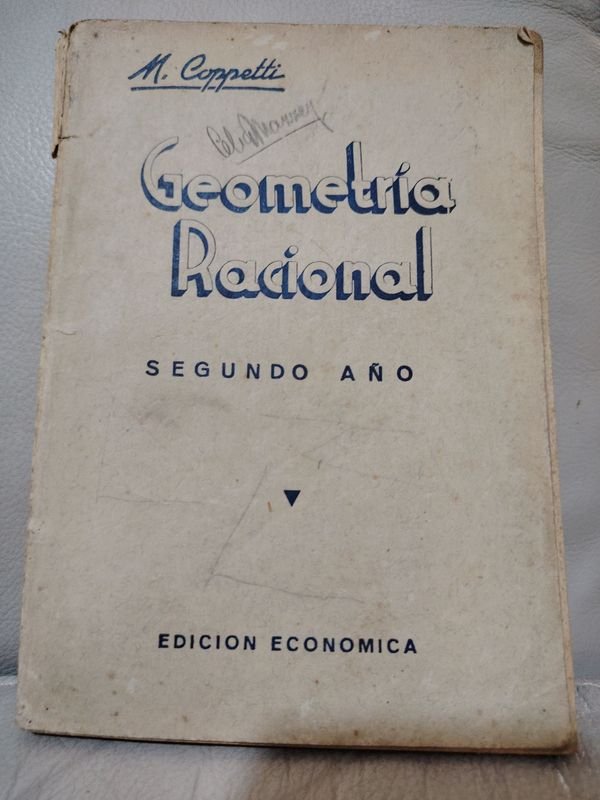 M. Coppetti
Geometría
Racional
SEGUNDO AÑO
EDICION ECONOMICA